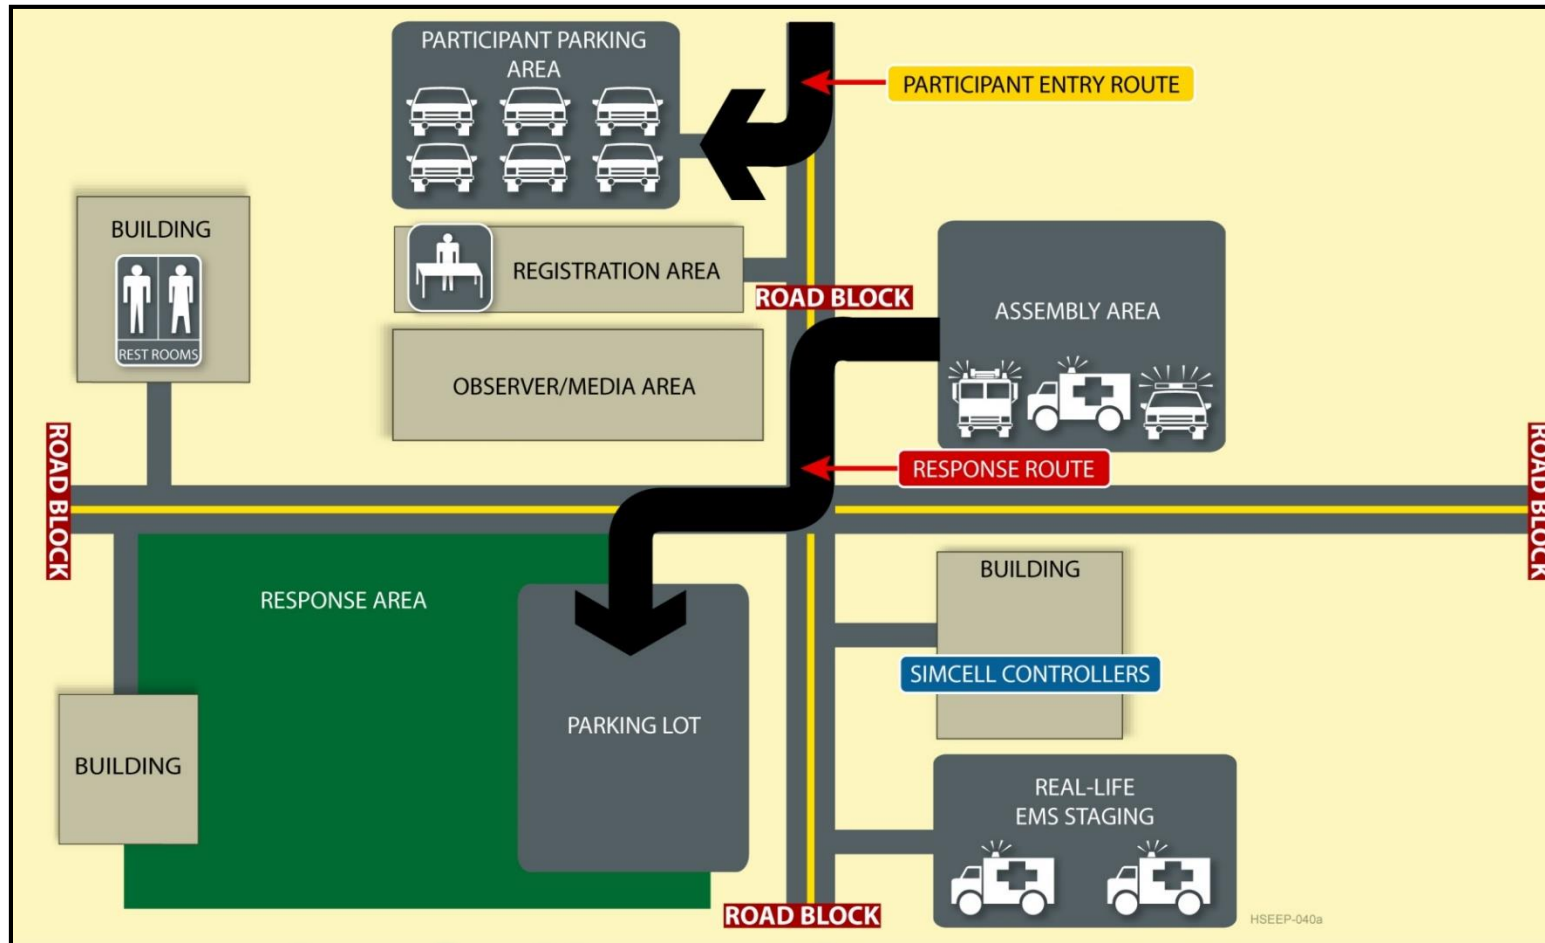 PARTICIPANT PARKING
AREA
PARTICIPANT ENTRY ROUTE
BUILDING
REST ROOMS
REGISTRATION AREA
ROAD BLOCK
ASSEMBLY AREA
OBSERVER/MEDIA AREA
RESPONSE ROUTE
ROAD BLOCK
ROAD BLOCK
RESPONSE AREA
BUILDING
SIMCELL CONTROLLERS
PARKING LOT
BUILDING
REAL-LIFE
EMS STAGING
ROAD BLOCK
HSEEP-040a